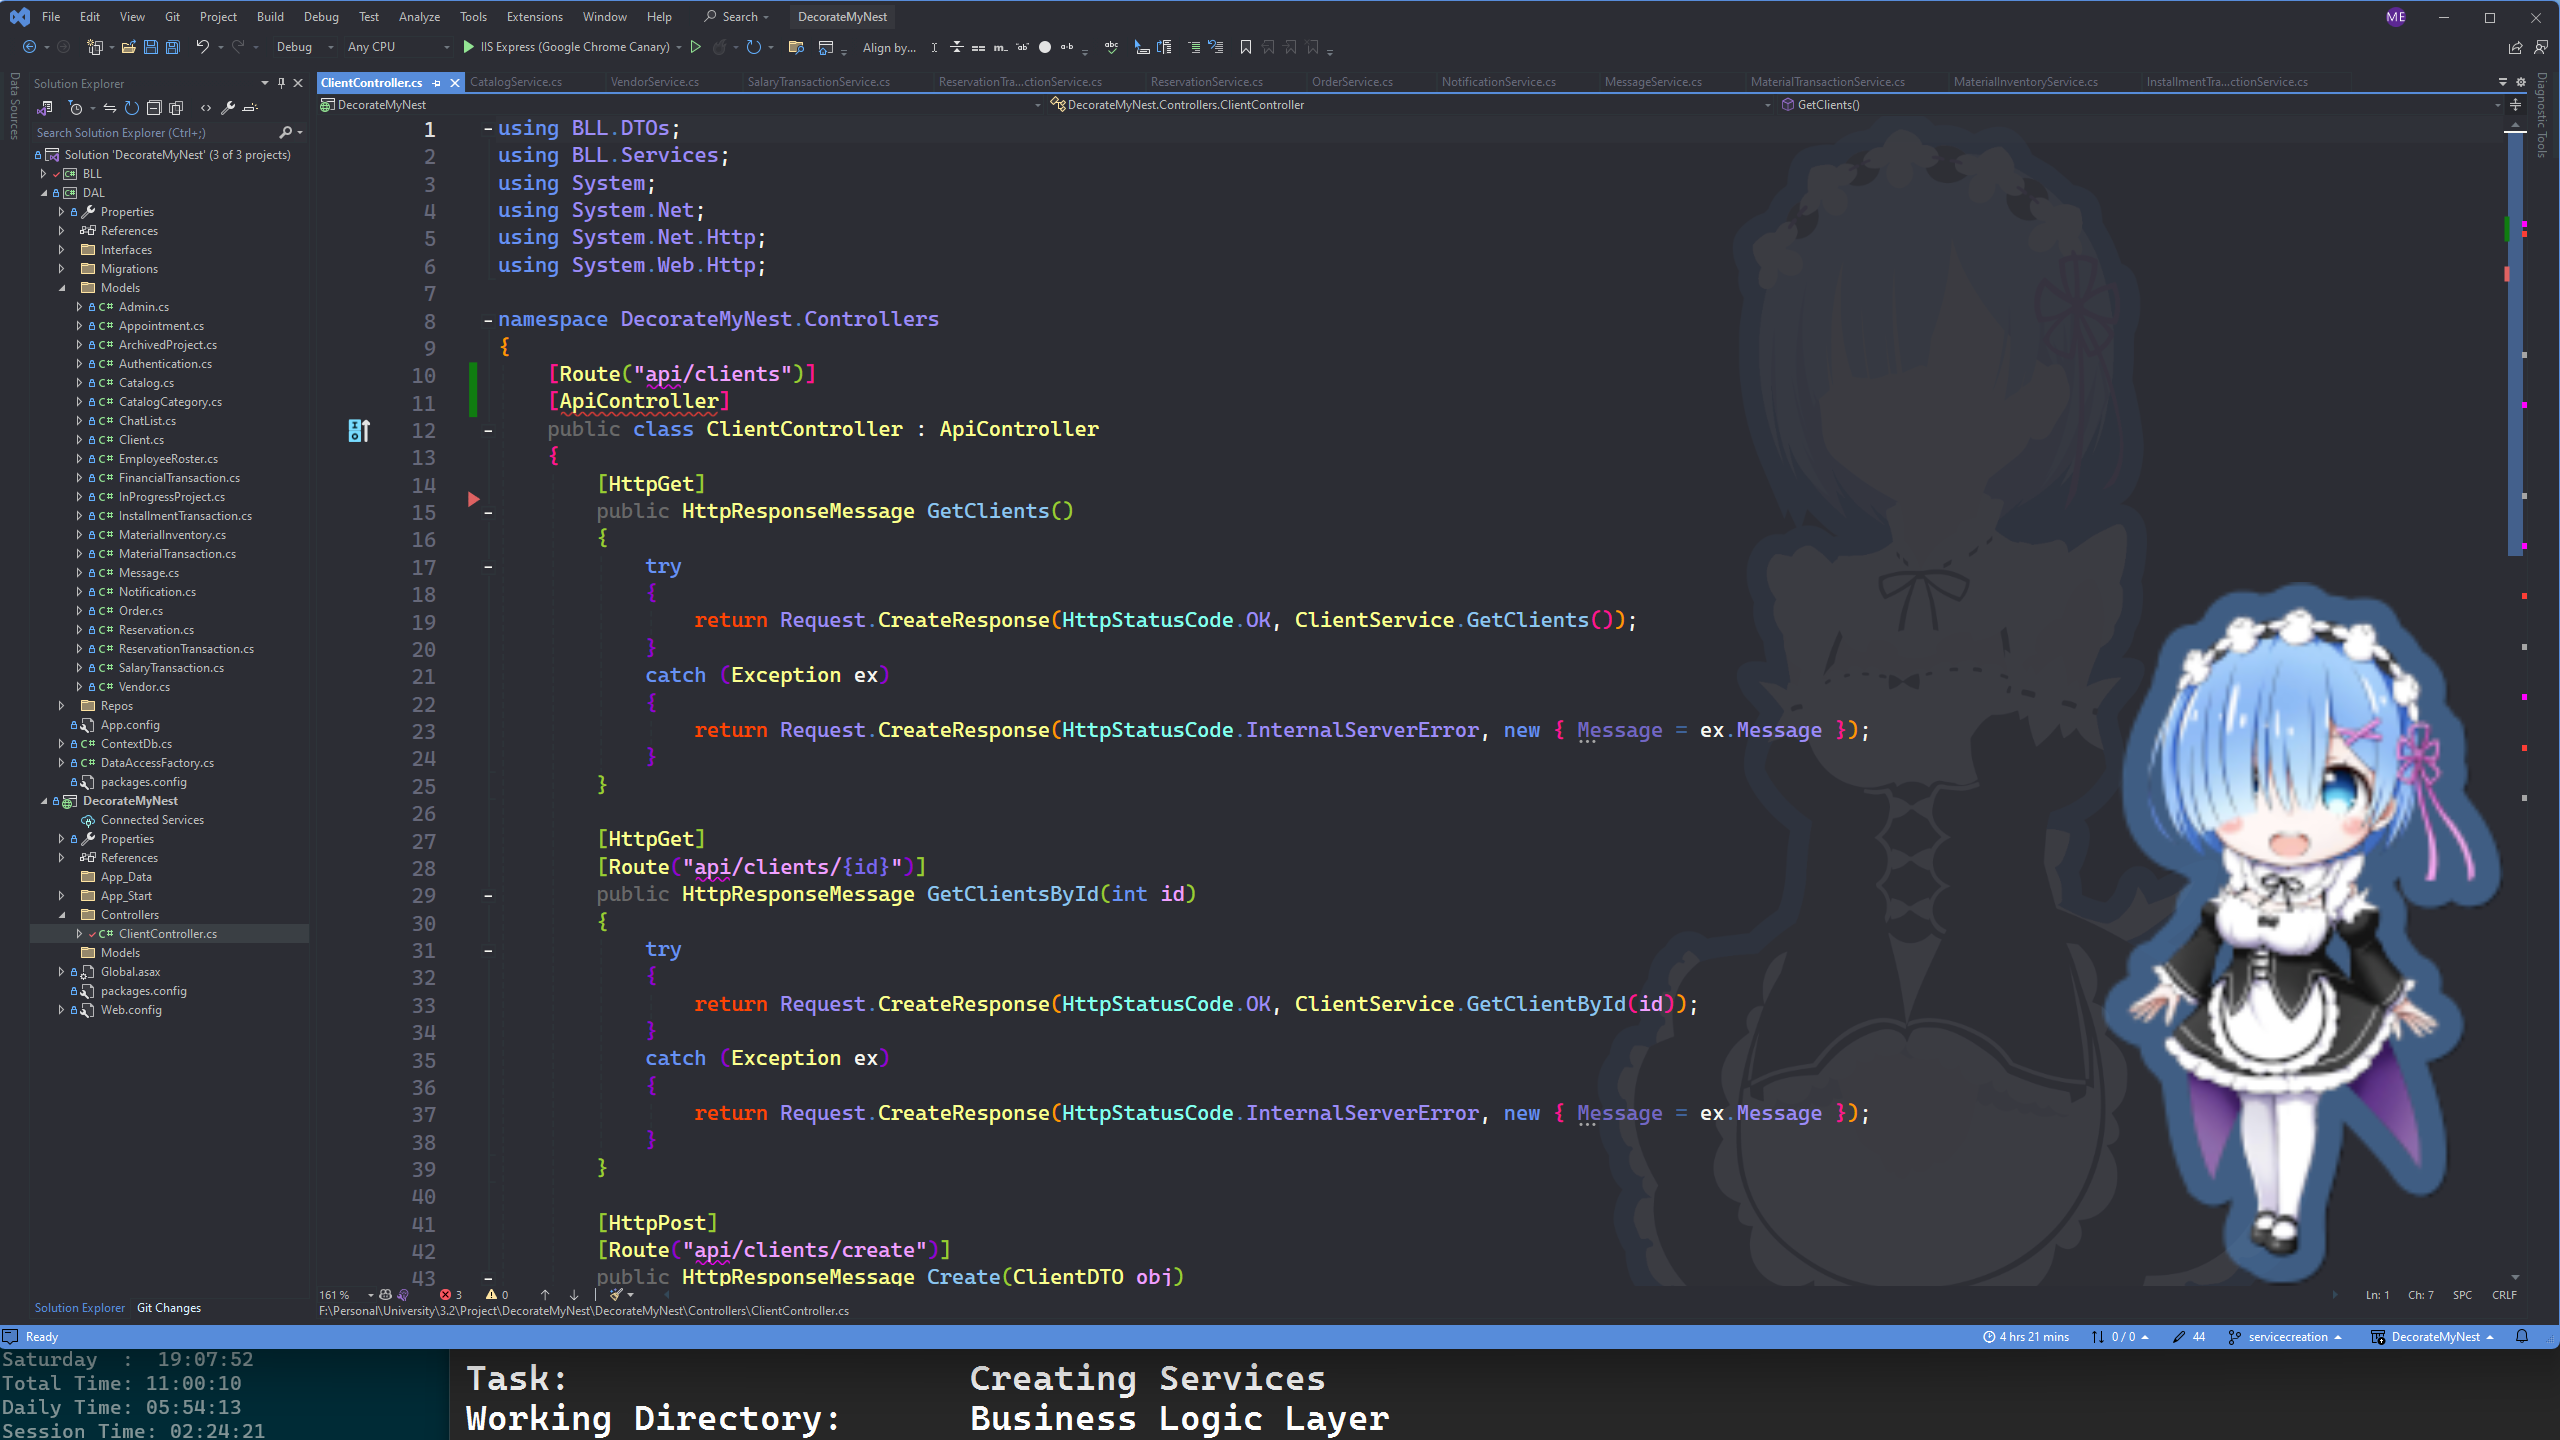 File Edit View Git Project Build Debug Test Analyze Tools Extensions Window Help Search DecorateMyNest ME
Debug Any CPU IIS Express (Google Chrome Canary) Align by...
Data Sources
Solution Explorer
ClientController.cs CatalogService.cs VendorService.cs SalaryTransactionService.cs ReservationTra...ctionService.cs ReservationService.cs OrderService.cs NotificationService.cs MessageService.cs MaterialTransactionService.cs MaterialInventoryService.cs InstallmentTra...ctionService.cs
Diagnostic Tools
DecorateMyNest DecorateMyNest.Controllers.ClientController GetClients()
Search Solution Explorer (Ctrl+;)
Solution 'DecorateMyNest' (3 of 3 projects)
BLL
DAL
Properties
References
Interfaces
Migrations
Models
C# Admin.cs
C# Appointment.cs
C# ArchivedProject.cs
C# Authentication.cs
C# Catalog.cs
C# CatalogCategory.cs
C# ChatList.cs
C# Client.cs
C# EmployeeRoster.cs
C# FinancialTransaction.cs
C# InProgressProject.cs
C# InstallmentTransaction.cs
C# MaterialInventory.cs
C# MaterialTransaction.cs
C# Message.cs
C# Notification.cs
C# Order.cs
C# Reservation.cs
C# ReservationTransaction.cs
C# SalaryTransaction.cs
C# Vendor.cs
Repos
App.config
C# ContextDb.cs
C# DataAccessFactory.cs
packages.config
DecorateMyNest
Connected Services
Properties
References
App_Data
App_Start
Controllers
C# ClientController.cs
Models
Global.asax
packages.config
Web.config
Solution Explorer Git Changes
1 using BLL.DTOs;
2 using BLL.Services;
3 using System;
4 using System.Net;
5 using System.Net.Http;
6 using System.Web.Http;
7
8 namespace DecorateMyNest.Controllers
9 {
10 [Route("api/clients")]
11 [ApiController]
12 public class ClientController : ApiController
13 {
14 [HttpGet]
15 public HttpResponseMessage GetClients()
16 {
17 try
18 {
19 return Request.CreateResponse(HttpStatusCode.OK, ClientService.GetClients());
20 }
21 catch (Exception ex)
22 {
23 return Request.CreateResponse(HttpStatusCode.InternalServerError, new { Message = ex.Message });
24 }
25 }
26
27 [HttpGet]
28 [Route("api/clients/{id}")]
29 public HttpResponseMessage GetClientsById(int id)
30 {
31 try
32 {
33 return Request.CreateResponse(HttpStatusCode.OK, ClientService.GetClientById(id));
34 }
35 catch (Exception ex)
36 {
37 return Request.CreateResponse(HttpStatusCode.InternalServerError, new { Message = ex.Message });
38 }
39 }
40
41 [HttpPost]
42 [Route("api/clients/create")]
43 public HttpResponseMessage Create(ClientDTO obj)
161 % 3 0 Ln: 1 Ch: 7 SPC CRLF
F:\Personal\University\3.2\Project\DecorateMyNest\DecorateMyNest\Controllers\ClientController.cs
Ready 4 hrs 21 mins 0 / 0 44 servicecreation DecorateMyNest
Saturday : 19:07:52
Total Time: 11:00:10
Daily Time: 05:54:13
Session Time: 02:24:21
Task: Creating Services
Working Directory: Business Logic Layer